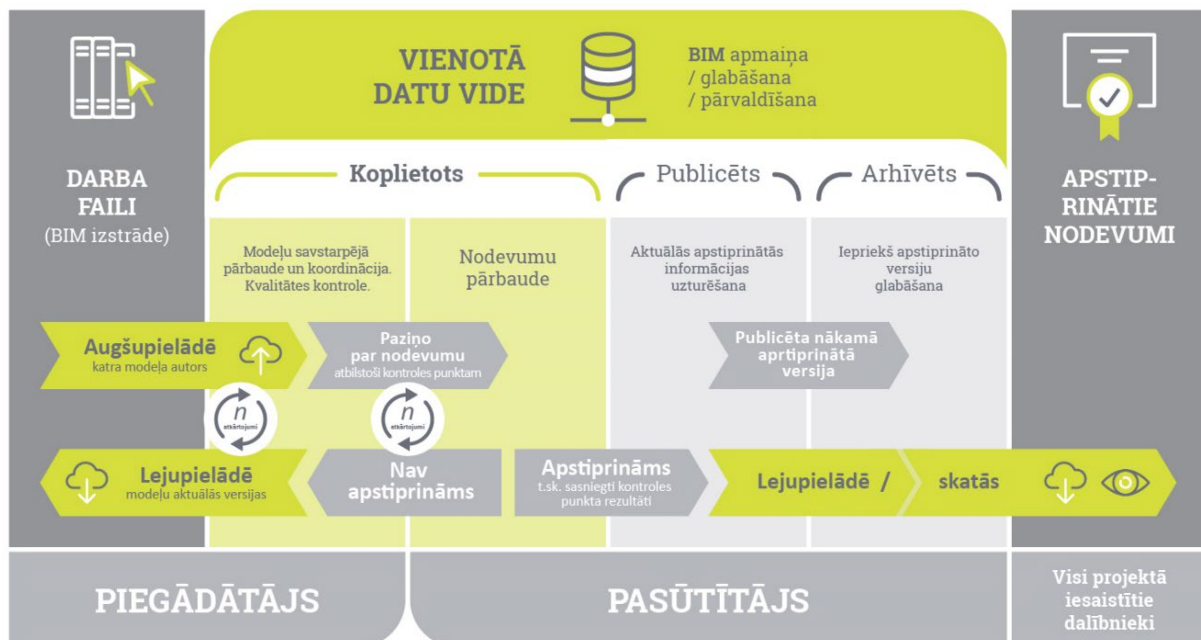 VIENOTĀ
DATU VIDE
BIM apmaiņa
/ glabāšana
/ pārvaldīšana
DARBA
FAILI
(BIM izstrāde)
APSTIP-
RINĀTIE
NODEVUMI
Koplietots
Publicēts
Arhīvēts
Modeļu savstarpējā
pārbaude un koordinācija.
Kvalitātes kontrole.
Nodevumu
pārbaude
Aktuālās apstiprinātās
informācijas
uzturēšana
Iepriekš apstiprināto
versiju
glabāšana
Augšupielādē
katra modeļa autors
Paziņo
par nodevumu
atbilstoši kontroles punktam
Publicēta nākamā
aprtiprinātā
versija
n
atkārtojumi
n
atkārtojumi
Lejupielādē
modeļu aktuālās versijas
Nav
apstiprināms
Apstiprināms
t.sk. sasniegti kontroles
punkta rezultāti
Lejupielādē /
skatās
PIEGĀDĀTĀJS
PASŪTĪTĀJS
Visi projektā
iesaistītie
dalībnieki